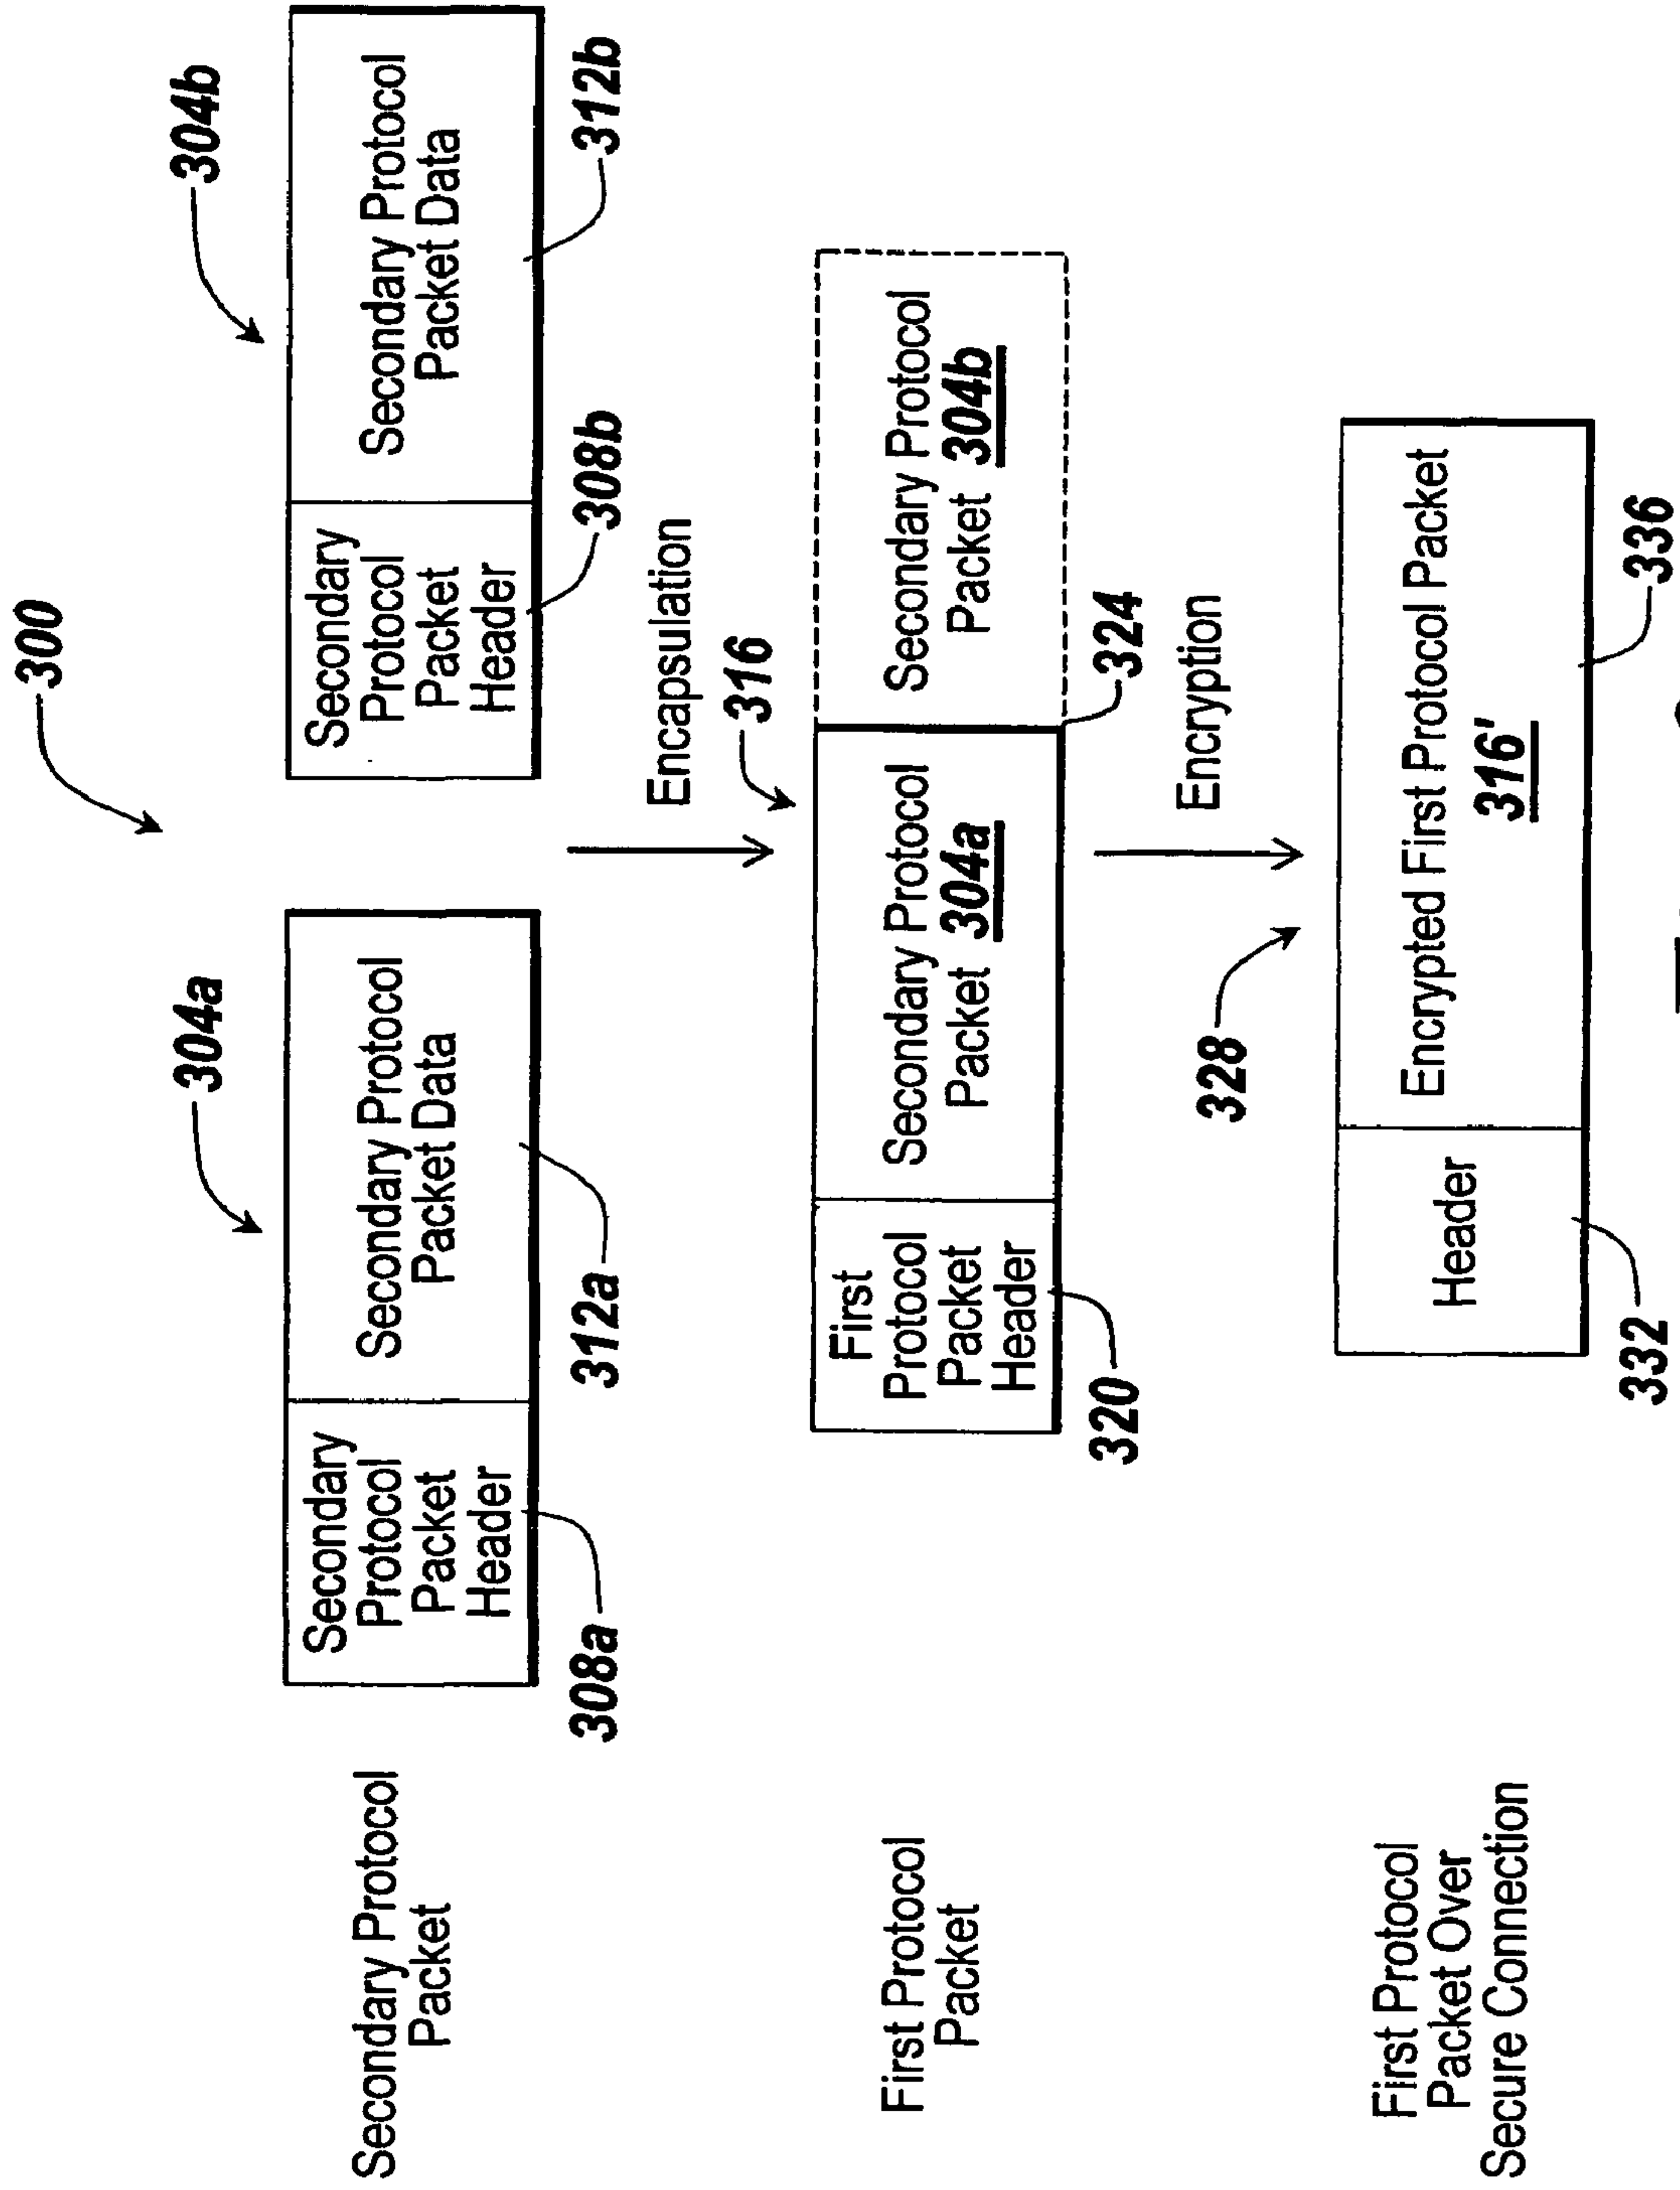 300
304a
304b
Secondary Protocol
Packet
Secondary
Protocol
Packet
Header
Secondary Protocol
Packet Data
Secondary
Protocol
Packet
Header
Secondary Protocol
Packet Data
308a
312a
308b
312b
Encapsulation
316
First Protocol
Packet
First
Protocol
Packet
Header
Secondary Protocol
Packet 304a
Secondary Protocol
Packet 304b
320
324
Encryption
328
First Protocol
Packet Over
Secure Connection
Header
Encrypted First Protocol Packet
316'
332
336